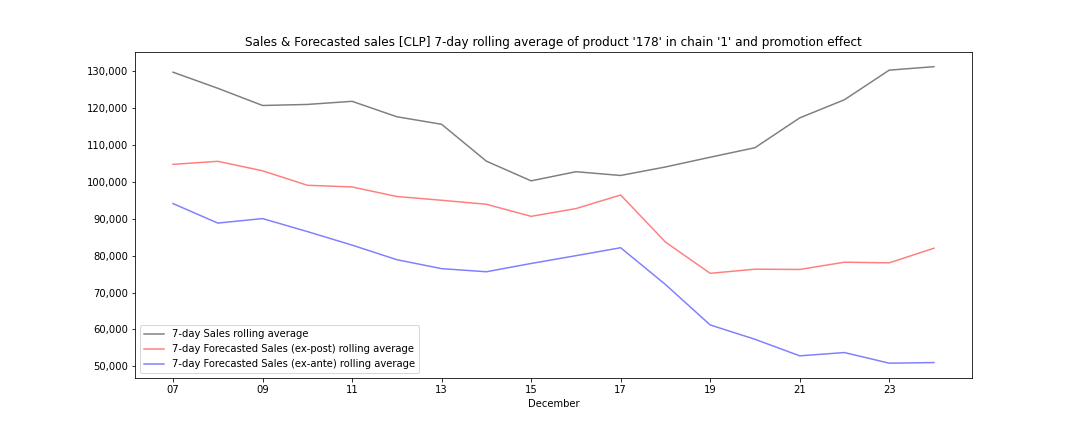 Sales & Forecasted sales [CLP] 7-day rolling average of product '178' in chain '1' and promotion effect
130,000
120,000
110,000
100,000
90,000
80,000
70,000
60,000
50,000
7-day Sales rolling average
7-day Forecasted Sales (ex-post) rolling average
7-day Forecasted Sales (ex-ante) rolling average
07 09 11 13 15 17 19 21 23
December